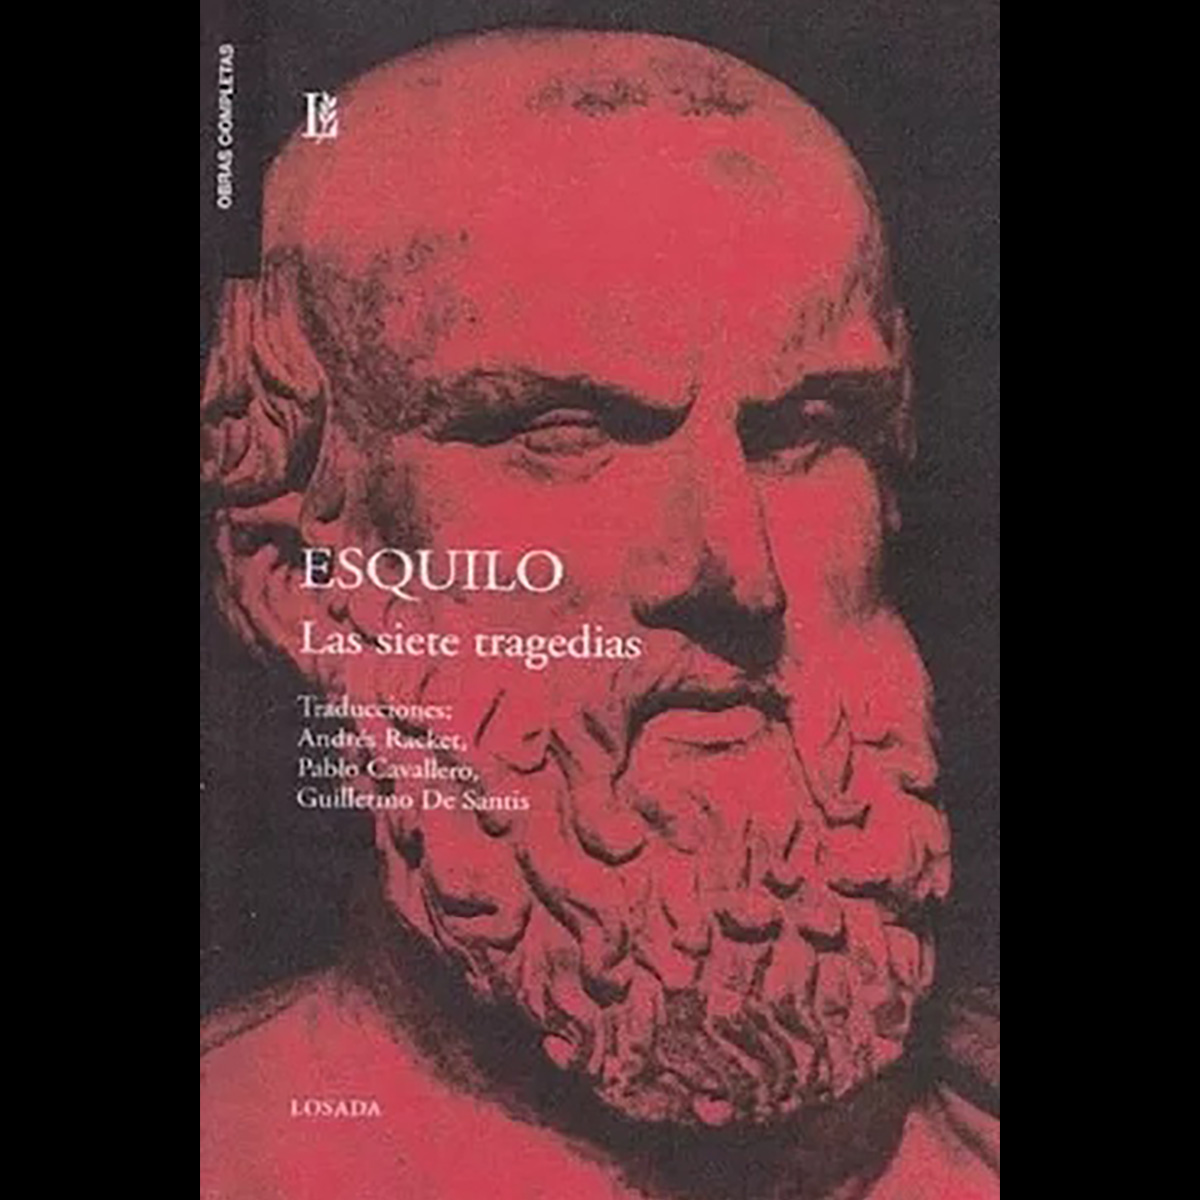 OBRAS COMPLETAS
L
ESQUILO
Las siete tragedias
Traducciones:
Andrés Racket,
Pablo Cavallero,
Guillermo De Santis
LOSADA